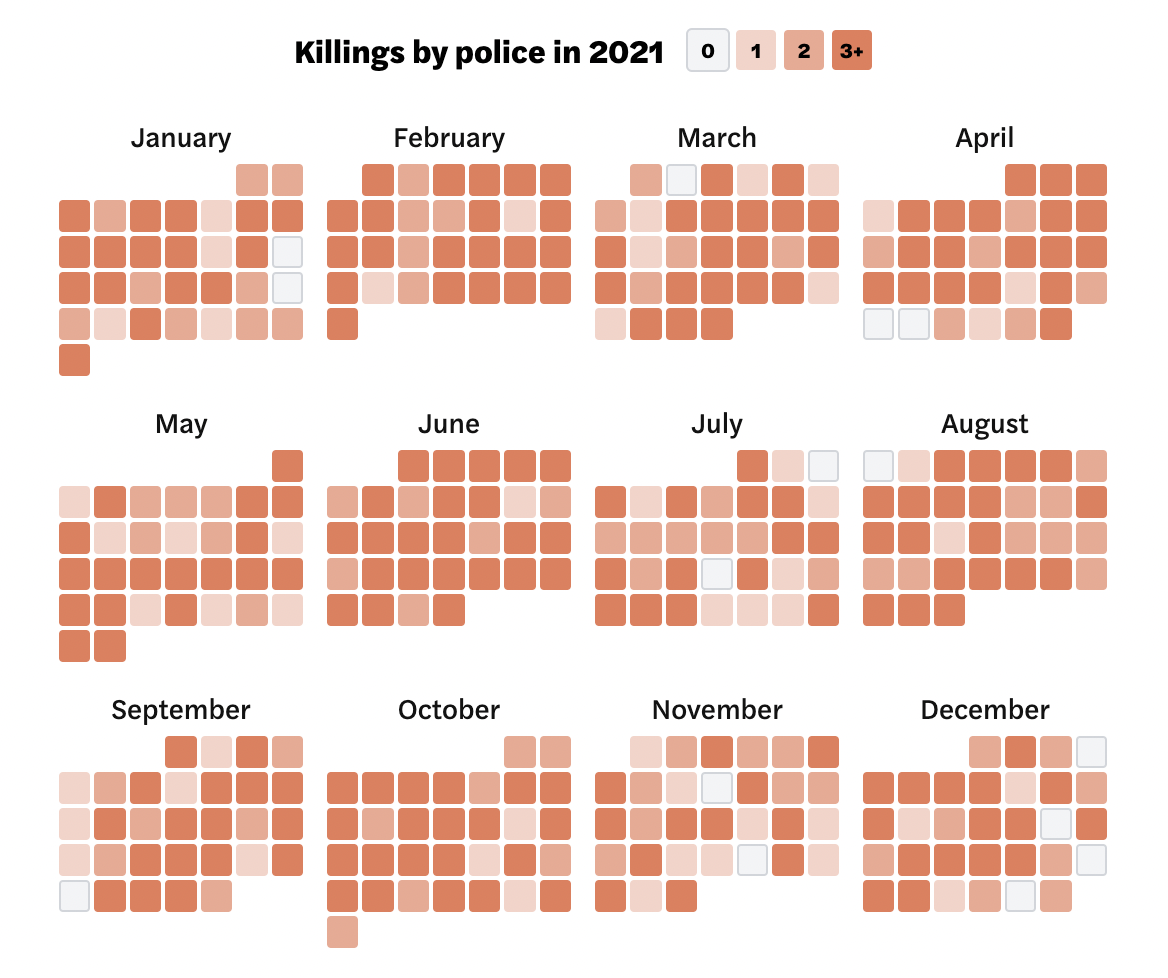 Killings by police in 2021 0 1 2 3+
January February March April
May June July August
September October November December